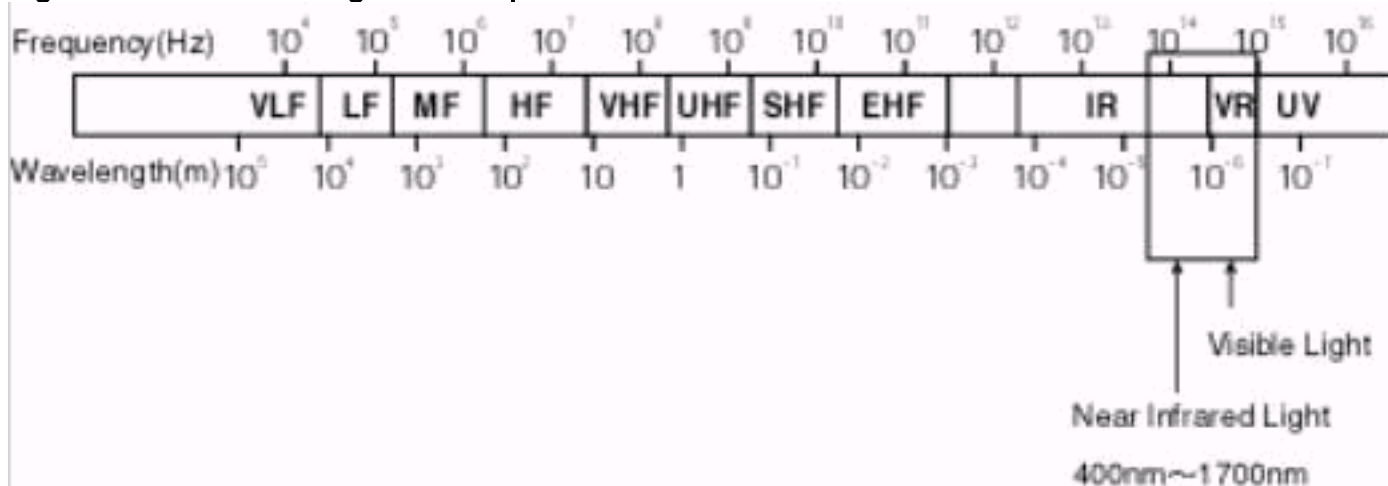 Frequency(Hz) 10⁴ 10⁵ 10⁶ 10⁷ 10⁸ 10⁹ 10¹⁰ 10¹¹ 10¹² 10¹³ 10¹⁴ 10¹⁵ 10¹⁶
VLF LF MF HF VHF UHF SHF EHF IR VR UV
Wavelength(m) 10⁵ 10⁴ 10³ 10² 10 1 10⁻¹ 10⁻² 10⁻³ 10⁻⁴ 10⁻⁵ 10⁻⁶ 10⁻⁷
Visible Light
Near Infrared Light
400nm～1700nm